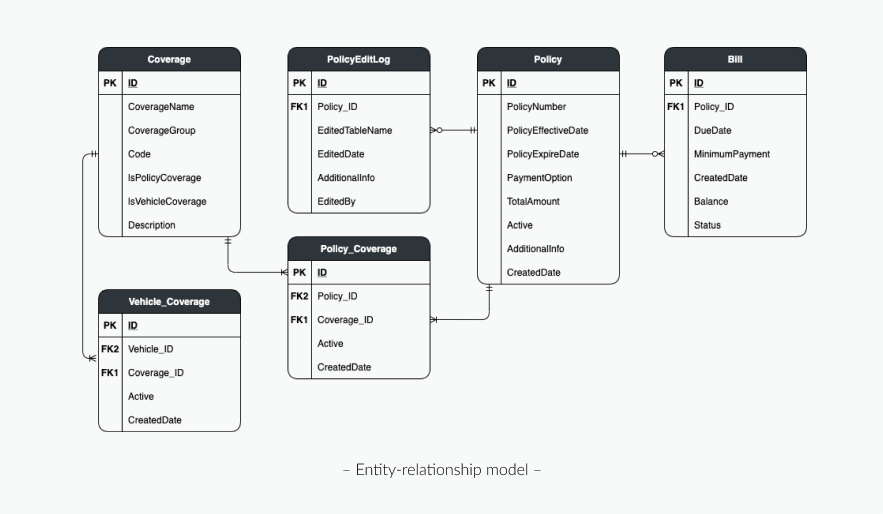 Coverage
PK ID
CoverageName
CoverageGroup
Code
IsPolicyCoverage
IsVehicleCoverage
Description
PolicyEditLog
PK ID
FK1 Policy_ID
EditedTableName
EditedDate
AdditionalInfo
EditedBy
Policy
PK ID
PolicyNumber
PolicyEffectiveDate
PolicyExpireDate
PaymentOption
TotalAmount
Active
AdditionalInfo
CreatedDate
Bill
PK ID
FK1 Policy_ID
DueDate
MinimumPayment
CreatedDate
Balance
Status
Policy_Coverage
PK ID
FK2 Policy_ID
FK1 Coverage_ID
Active
CreatedDate
Vehicle_Coverage
PK ID
FK2 Vehicle_ID
FK1 Coverage_ID
Active
CreatedDate
– Entity-relationship model –